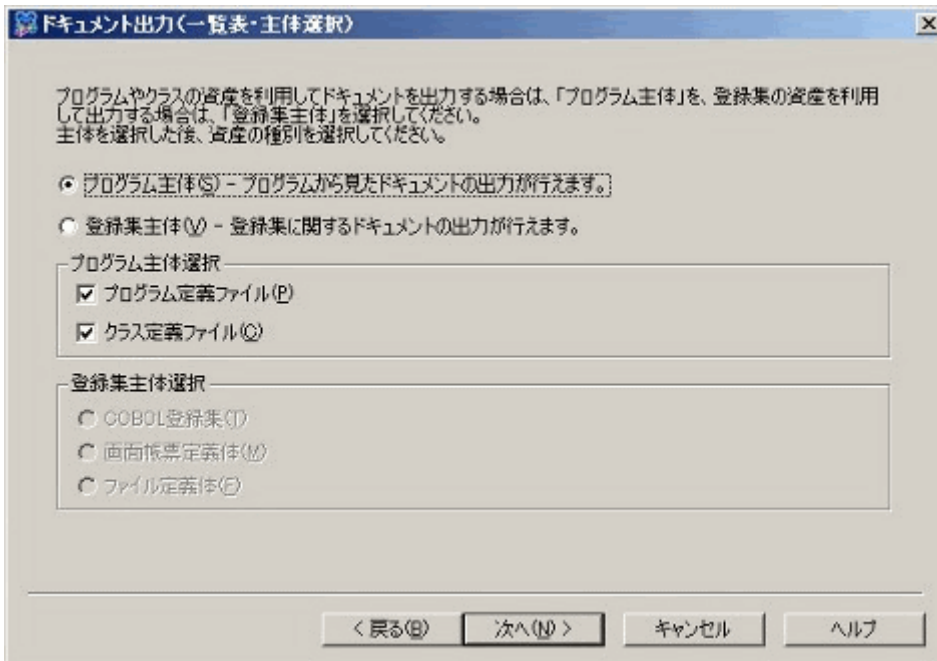 ドキュメント出力(一覧表・主体選択)
プログラムやクラスの資産を利用してドキュメントを出力する場合は、「プログラム主体」を、登録集の資産を利用
して出力する場合は、「登録集主体」を選択してください。
主体を選択した後、資産の種別を選択してください。
プログラム主体(S) - プログラムから見たドキュメントの出力が行えます。
登録集主体(V) - 登録集に関するドキュメントの出力が行えます。
プログラム主体選択
プログラム定義ファイル(P)
クラス定義ファイル(C)
登録集主体選択
COBOL登録集(T)
画面帳票定義体(M)
ファイル定義体(F)
< 戻る(B)
次へ(N) >
キャンセル
ヘルプ